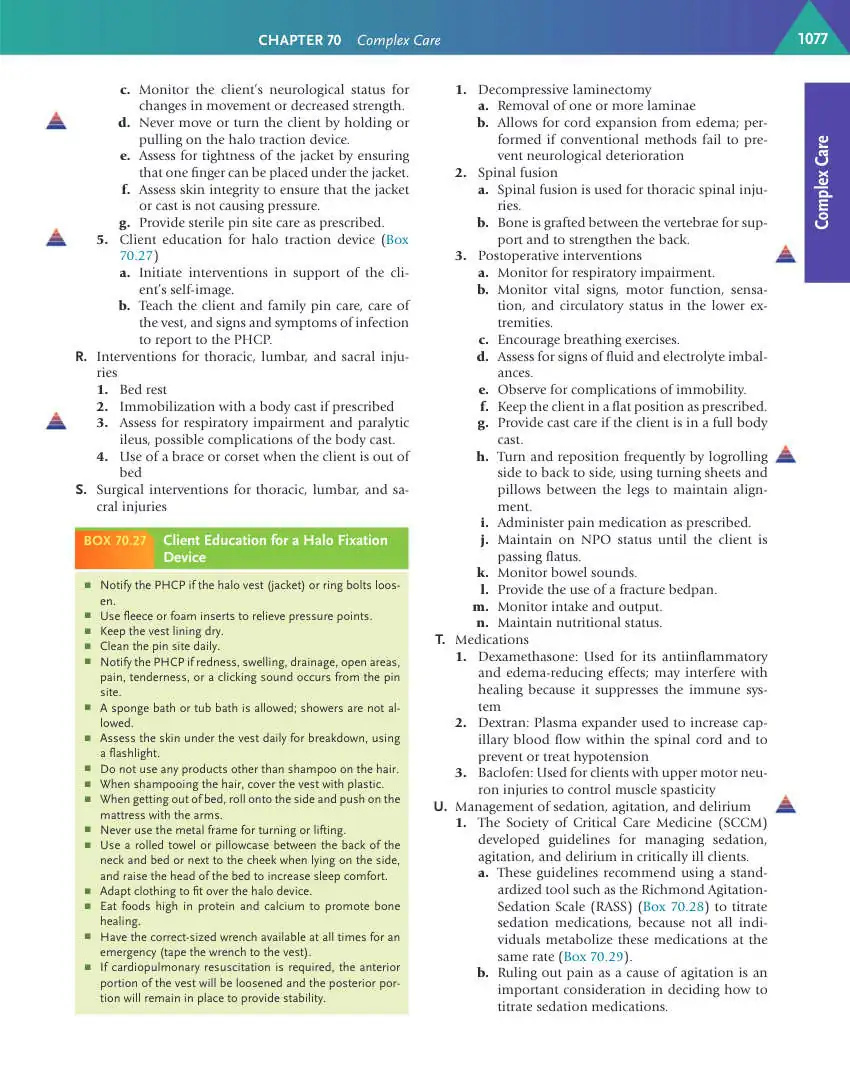 CHAPTER 70 Complex Care
1077
c. Monitor the client's neurological status for
changes in movement or decreased strength.
d. Never move or turn the client by holding or
pulling on the halo traction device.
e. Assess for tightness of the jacket by ensuring
that one finger can be placed under the jacket.
f. Assess skin integrity to ensure that the jacket
or cast is not causing pressure.
g. Provide sterile pin site care as prescribed.
5. Client education for halo traction device (Box
70.27)
a. Initiate interventions in support of the cli-
ent's self-image.
b. Teach the client and family pin care, care of
the vest, and signs and symptoms of infection
to report to the PHCP.
R. Interventions for thoracic, lumbar, and sacral inju-
ries
1. Bed rest
2. Immobilization with a body cast if prescribed
3. Assess for respiratory impairment and paralytic
ileus, possible complications of the body cast.
4. Use of a brace or corset when the client is out of
bed
S. Surgical interventions for thoracic, lumbar, and sa-
cral injuries
BOX 70.27 Client Education for a Halo Fixation
Device
■ Notify the PHCP if the halo vest (jacket) or ring bolts loos-
en.
■ Use fleece or foam inserts to relieve pressure points.
■ Keep the vest lining dry.
■ Clean the pin site daily.
■ Notify the PHCP if redness, swelling, drainage, open areas,
pain, tenderness, or a clicking sound occurs from the pin
site.
■ A sponge bath or tub bath is allowed; showers are not al-
lowed.
■ Assess the skin under the vest daily for breakdown, using
a flashlight.
■ Do not use any products other than shampoo on the hair.
■ When shampooing the hair, cover the vest with plastic.
■ When getting out of bed, roll onto the side and push on the
mattress with the arms.
■ Never use the metal frame for turning or lifting.
■ Use a rolled towel or pillowcase between the back of the
neck and bed or next to the cheek when lying on the side,
and raise the head of the bed to increase sleep comfort.
■ Adapt clothing to fit over the halo device.
■ Eat foods high in protein and calcium to promote bone
healing.
■ Have the correct-sized wrench available at all times for an
emergency (tape the wrench to the vest).
■ If cardiopulmonary resuscitation is required, the anterior
portion of the vest will be loosened and the posterior por-
tion will remain in place to provide stability.
1. Decompressive laminectomy
a. Removal of one or more laminae
b. Allows for cord expansion from edema; per-
formed if conventional methods fail to pre-
vent neurological deterioration
2. Spinal fusion
a. Spinal fusion is used for thoracic spinal inju-
ries.
b. Bone is grafted between the vertebrae for sup-
port and to strengthen the back.
3. Postoperative interventions
a. Monitor for respiratory impairment.
b. Monitor vital signs, motor function, sensa-
tion, and circulatory status in the lower ex-
tremities.
c. Encourage breathing exercises.
d. Assess for signs of fluid and electrolyte imbal-
ances.
e. Observe for complications of immobility.
f. Keep the client in a flat position as prescribed.
g. Provide cast care if the client is in a full body
cast.
h. Turn and reposition frequently by logrolling
side to back to side, using turning sheets and
pillows between the legs to maintain align-
ment.
i. Administer pain medication as prescribed.
j. Maintain on NPO status until the client is
passing flatus.
k. Monitor bowel sounds.
l. Provide the use of a fracture bedpan.
m. Monitor intake and output.
n. Maintain nutritional status.
T. Medications
1. Dexamethasone: Used for its antiinflammatory
and edema-reducing effects; may interfere with
healing because it suppresses the immune sys-
tem
2. Dextran: Plasma expander used to increase cap-
illary blood flow within the spinal cord and to
prevent or treat hypotension
3. Baclofen: Used for clients with upper motor neu-
ron injuries to control muscle spasticity
U. Management of sedation, agitation, and delirium
1. The Society of Critical Care Medicine (SCCM)
developed guidelines for managing sedation,
agitation, and delirium in critically ill clients.
a. These guidelines recommend using a stand-
ardized tool such as the Richmond Agitation-
Sedation Scale (RASS) (Box 70.28) to titrate
sedation medications, because not all indi-
viduals metabolize these medications at the
same rate (Box 70.29).
b. Ruling out pain as a cause of agitation is an
important consideration in deciding how to
titrate sedation medications.
Complex Care